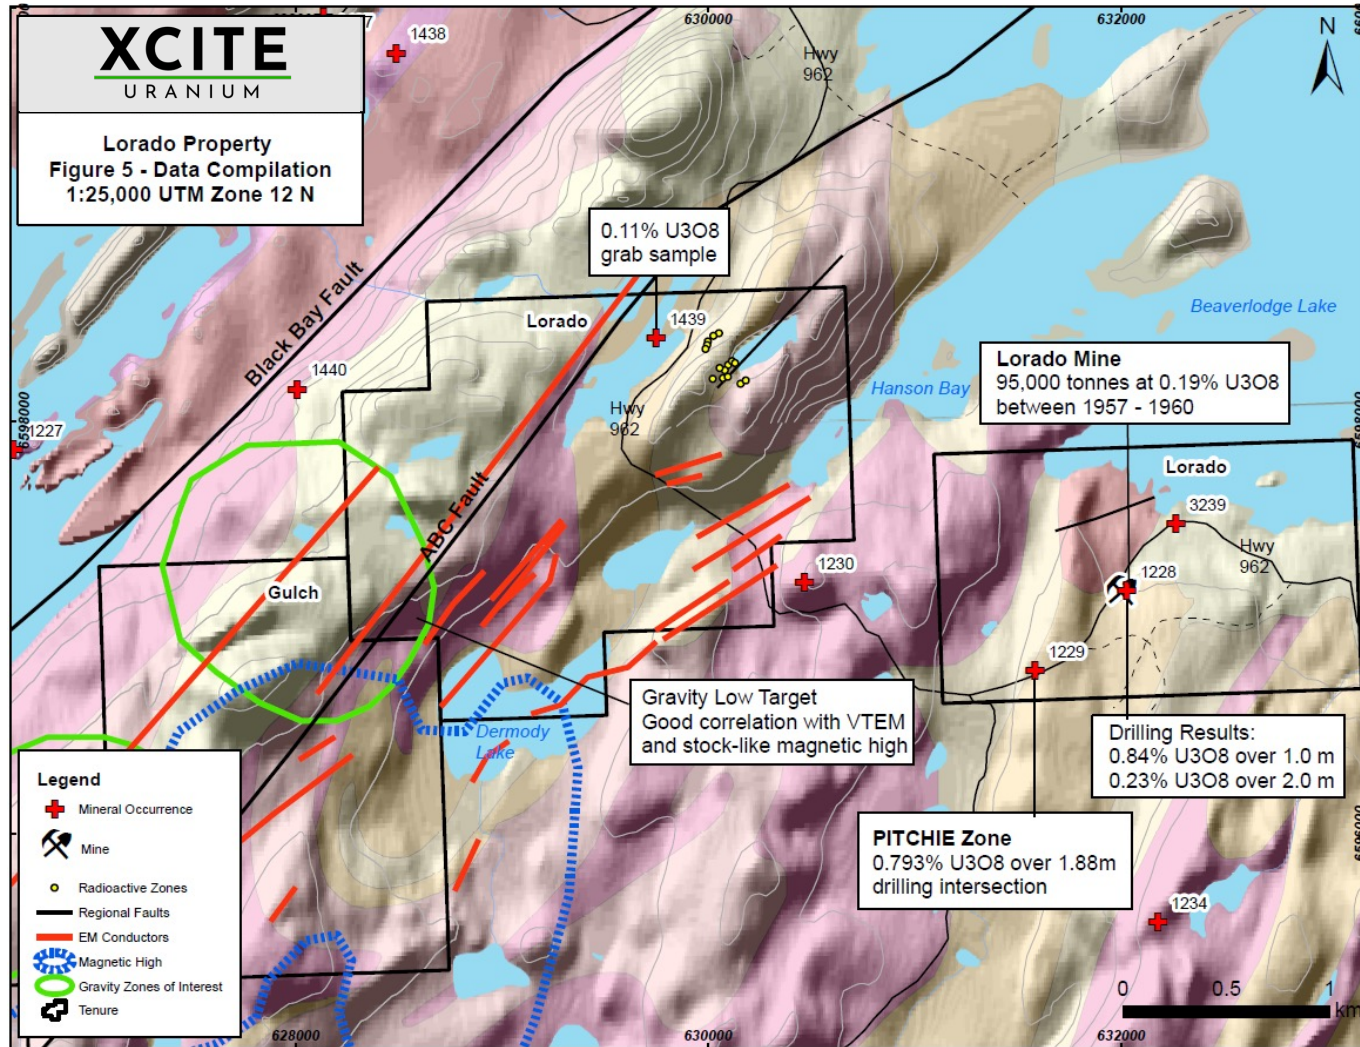 XCITE
URANIUM
Lorado Property
Figure 5 - Data Compilation
1:25,000 UTM Zone 12 N
1438
630000
632000
Hwy
962
N
0.11% U3O8
grab sample
Black Bay Fault
Lorado
1439
Beaverlodge Lake
1440
Hanson Bay
Lorado Mine
95,000 tonnes at 0.19% U3O8
between 1957 - 1960
Hwy
962
1227
6598000
6598000
ABC Fault
Lorado
3239
Hwy
962
Gulch
1230
1228
1229
Gravity Low Target
Good correlation with VTEM
and stock-like magnetic high
Dermody
Lake
Drilling Results:
0.84% U3O8 over 1.0 m
0.23% U3O8 over 2.0 m
PITCHIE Zone
0.793% U3O8 over 1.88m
drilling intersection
6596000
1234
Legend
Mineral Occurrence
Mine
Radioactive Zones
Regional Faults
EM Conductors
Magnetic High
Gravity Zones of Interest
Tenure
0 0.5 1
km
628000
630000
632000